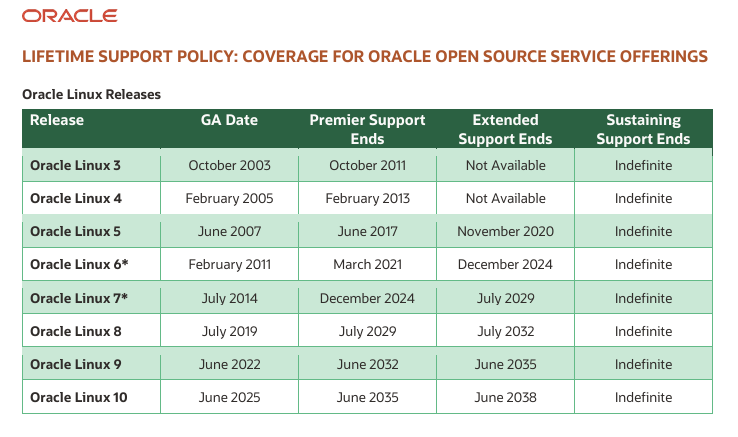 ORACLE
LIFETIME SUPPORT POLICY: COVERAGE FOR ORACLE OPEN SOURCE SERVICE OFFERINGS
Oracle Linux Releases
Release GA Date Premier Support Ends Extended Support Ends Sustaining Support Ends
Oracle Linux 3 October 2003 October 2011 Not Available Indefinite
Oracle Linux 4 February 2005 February 2013 Not Available Indefinite
Oracle Linux 5 June 2007 June 2017 November 2020 Indefinite
Oracle Linux 6* February 2011 March 2021 December 2024 Indefinite
Oracle Linux 7* July 2014 December 2024 July 2029 Indefinite
Oracle Linux 8 July 2019 July 2029 July 2032 Indefinite
Oracle Linux 9 June 2022 June 2032 June 2035 Indefinite
Oracle Linux 10 June 2025 June 2035 June 2038 Indefinite